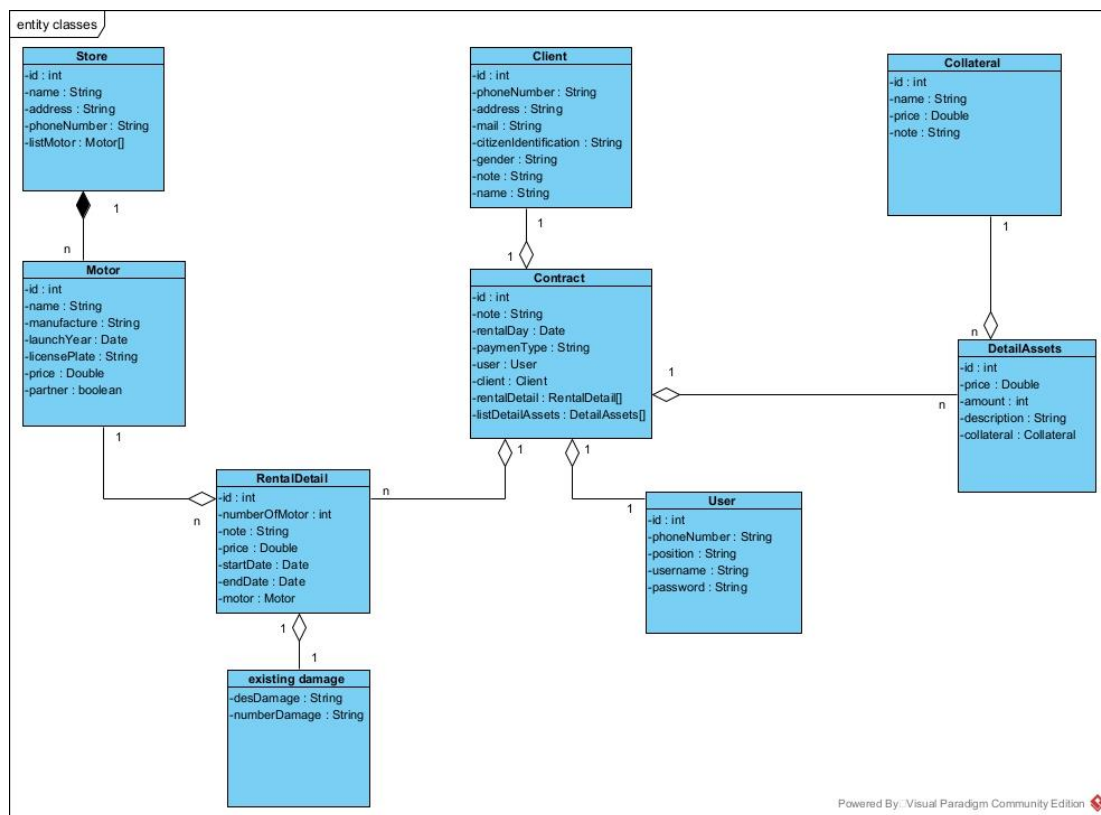 entity classes
Store
-id : int
-name : String
-address : String
-phoneNumber : String
-listMotor : Motor[]
1
n
Client
-id : int
-phoneNumber : String
-address : String
-mail : String
-citizenIdentification : String
-gender : String
-note : String
-name : String
1
1
Collateral
-id : int
-name : String
-price : Double
-note : String
1
n
Motor
-id : int
-name : String
-manufacture : String
-launchYear : Date
-licensePlate : String
-price : Double
-partner : boolean
1
n
Contract
-id : int
-note : String
-rentalDay : Date
-paymenType : String
-user : User
-client : Client
-rentalDetail : RentalDetail[]
-listDetailAssets : DetailAssets[]
1
n
1
n
1
1
DetailAssets
-id : int
-price : Double
-amount : int
-description : String
-collateral : Collateral
RentalDetail
-id : int
-numberOfMotor : int
-note : String
-price : Double
-startDate : Date
-endDate : Date
-motor : Motor
1
1
User
-id : int
-phoneNumber : String
-position : String
-username : String
-password : String
existing damage
-desDamage : String
-numberDamage : String
Powered By Visual Paradigm Community Edition